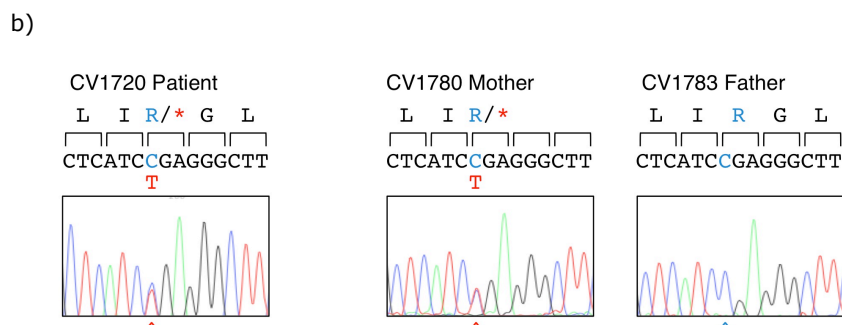 b)
CV1720 Patient CV1780 Mother CV1783 Father
L I R/* G L L I R/* L I R G L
CTCATCCGAGGGCTT CTCATCCGAGGGCTT CTCATCCGAGGGCTT
T T